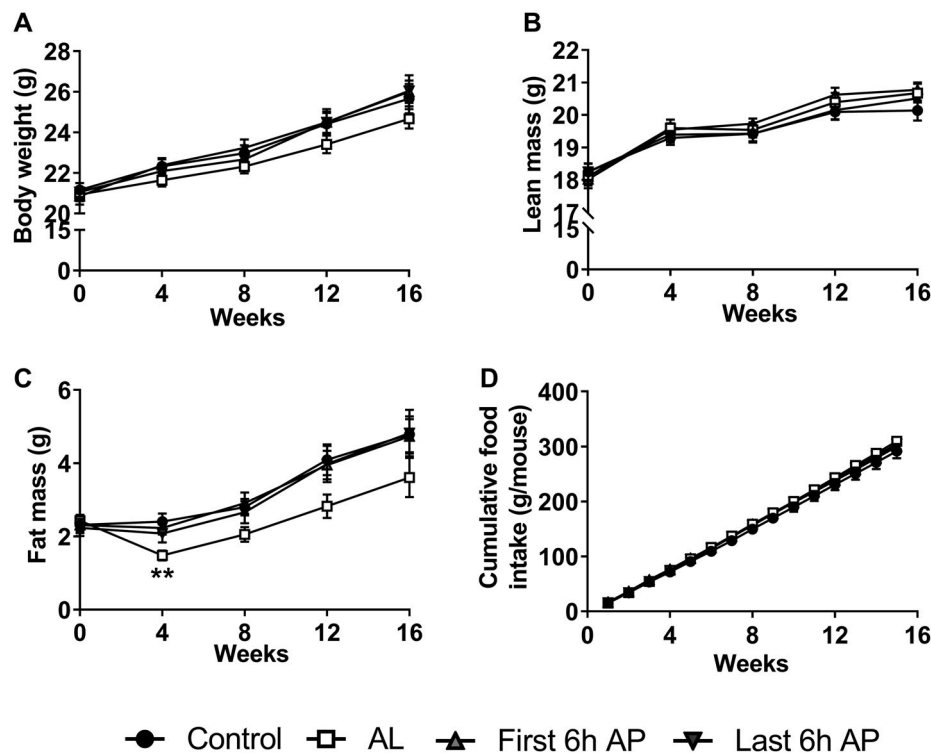 A
Body weight (g)
28
26
24
22
20
15
0
0 4 8 12 16
Weeks
B
Lean mass (g)
22
21
20
19
18
17
15
0
0 4 8 12 16
Weeks
C
Fat mass (g)
6
4
2
0
**
0 4 8 12 16
Weeks
D
Cumulative food
intake (g/mouse)
400
300
200
100
0
0 4 8 12 16
Weeks
Control AL First 6h AP Last 6h AP